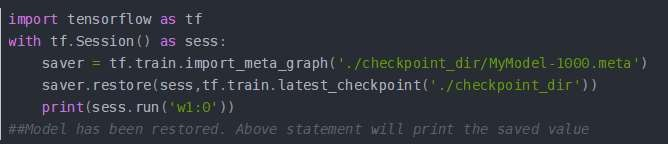 import tensorflow as tf
with tf.Session() as sess:
    saver = tf.train.import_meta_graph('./checkpoint_dir/MyModel-1000.meta')
    saver.restore(sess,tf.train.latest_checkpoint('./checkpoint_dir'))
    print(sess.run('w1:0'))
##Model has been restored. Above statement will print the saved value